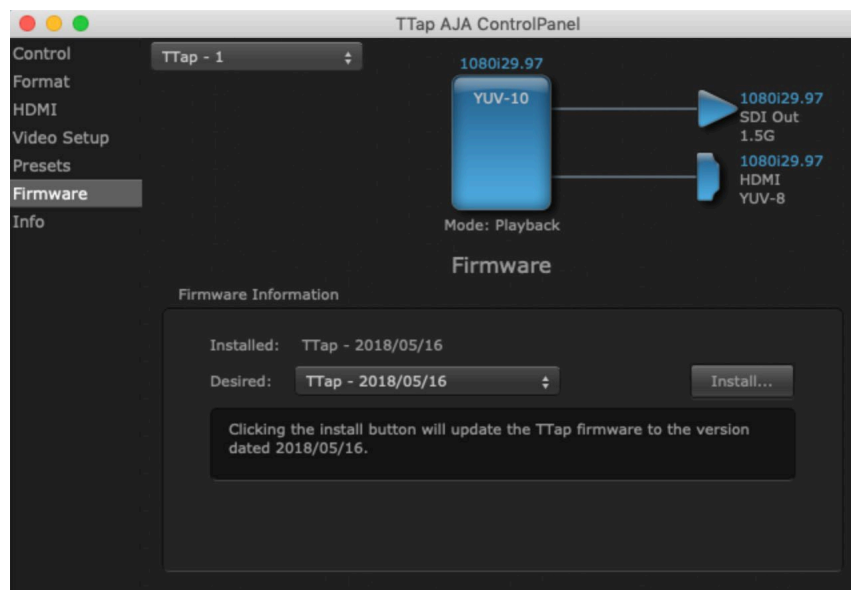 TTap AJA ControlPanel
Control
Format
HDMI
Video Setup
Presets
Firmware
Info
TTap - 1
1080i29.97
YUV-10
1080i29.97
SDI Out
1.5G
1080i29.97
HDMI
YUV-8
Mode: Playback
Firmware
Firmware Information
Installed: TTap - 2018/05/16
Desired: TTap - 2018/05/16 Install...
Clicking the install button will update the TTap firmware to the version
dated 2018/05/16.